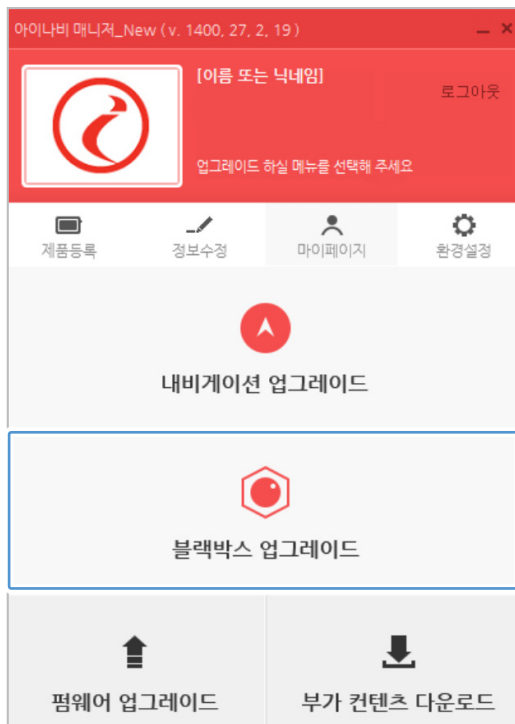 아이나비 매니저_New ( v. 1400, 27, 2, 19 )
[이름 또는 닉네임]
로그아웃
업그레이드 하실 메뉴를 선택해 주세요
제품등록 정보수정 마이페이지 환경설정
내비게이션 업그레이드
블랙박스 업그레이드
펌웨어 업그레이드 부가 컨텐츠 다운로드